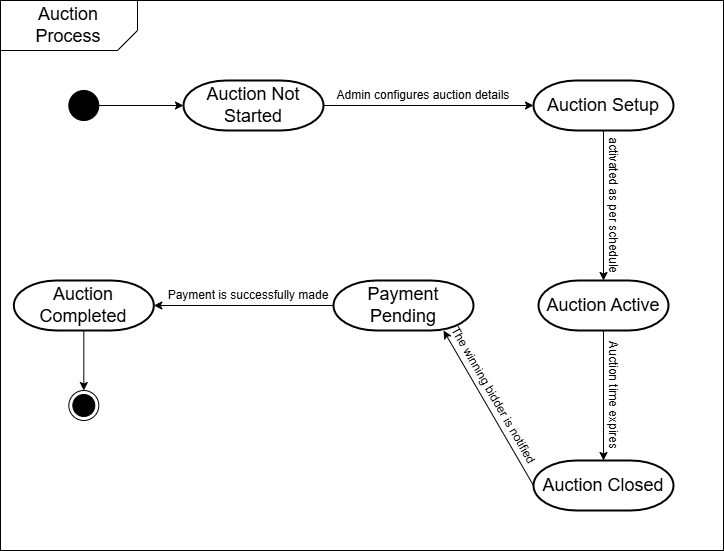 Auction
Process
Auction Not
Started
Admin configures auction details
Auction Setup
activated as per schedule
Auction Active
Auction time expires
Auction Closed
The winning bidder is notified
Payment
Pending
Payment is successfully made
Auction
Completed